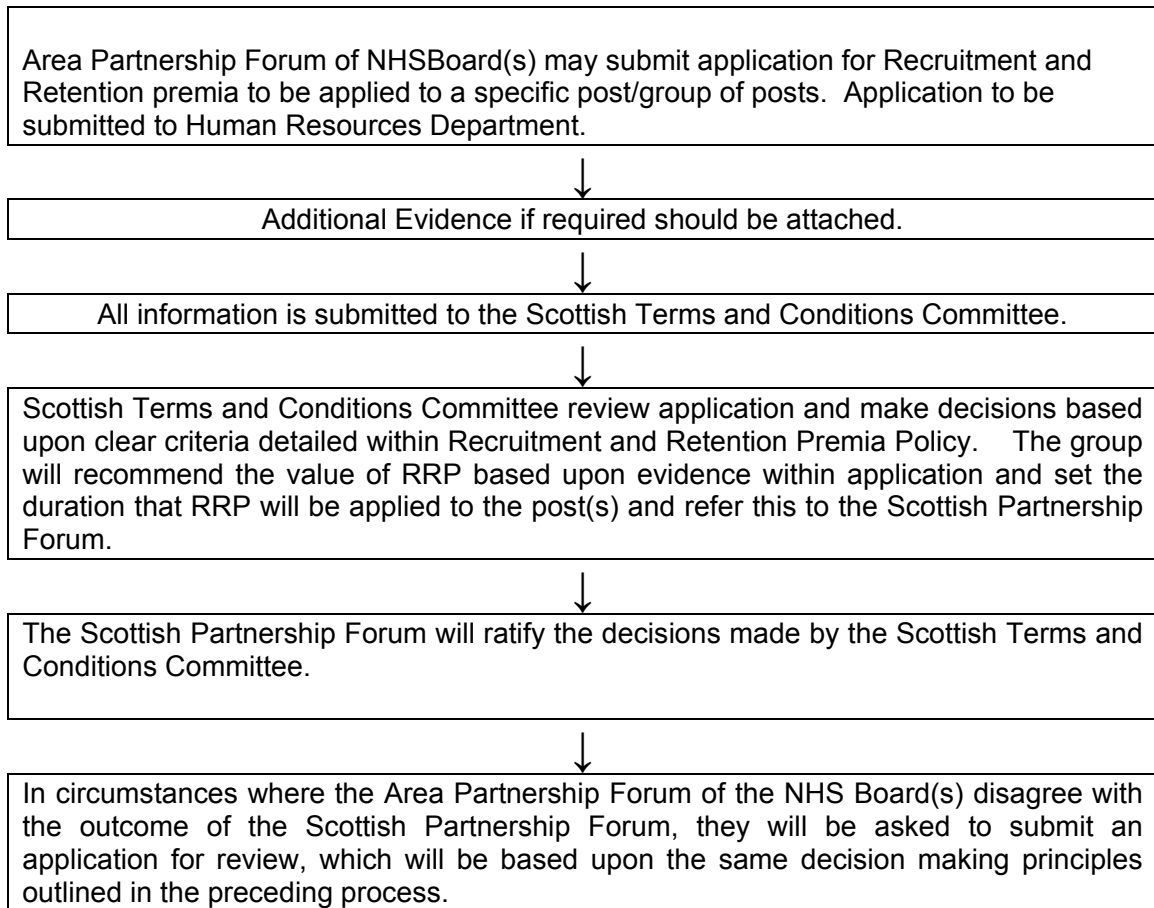 Area Partnership Forum of NHSBoard(s) may submit application for Recruitment and
Retention premia to be applied to a specific post/group of posts.  Application to be
submitted to Human Resources Department.
↓
Additional Evidence if required should be attached.
↓
All information is submitted to the Scottish Terms and Conditions Committee.
↓
Scottish Terms and Conditions Committee review application and make decisions based
upon clear criteria detailed within Recruitment and Retention Premia Policy.    The group
will recommend the value of RRP based upon evidence within application and set the
duration that RRP will be applied to the post(s) and refer this to the Scottish Partnership
Forum.
↓
The Scottish Partnership Forum will ratify the decisions made by the Scottish Terms and
Conditions Committee.
↓
In circumstances where the Area Partnership Forum of the NHS Board(s) disagree with
the outcome of the Scottish Partnership Forum, they will be asked to submit an
application for review, which will be based upon the same decision making principles
outlined in the preceding process.